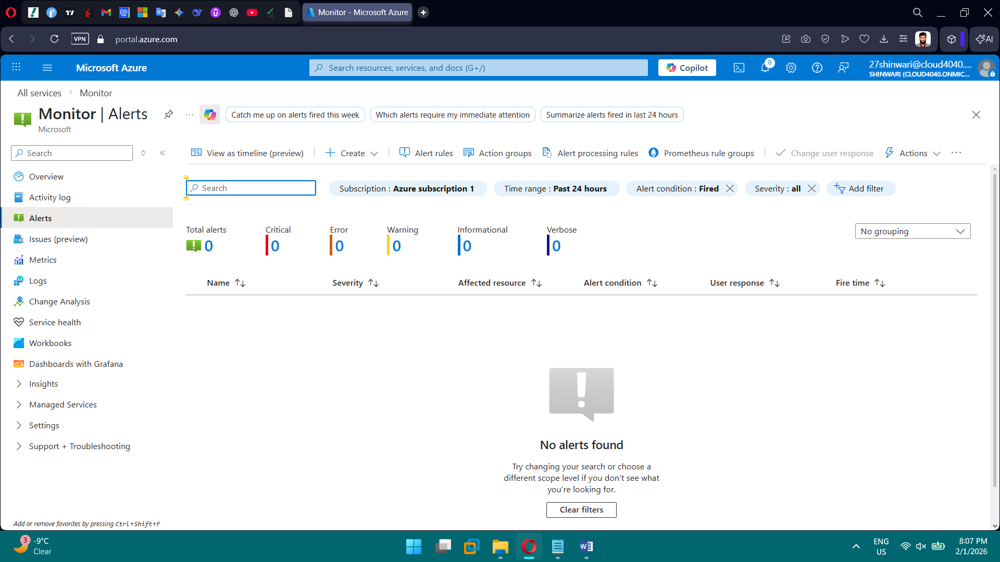 Monitor - Microsoft Azure
VPN
portal.azure.com
AI
Microsoft Azure
Search resources, services, and docs (G+/)
Copilot
8
27shinwari@cloud4040....
SHINWARI (CLOUD4040.ONMIC...
All services > Monitor
Monitor | Alerts
Microsoft
Catch me up on alerts fired this week
Which alerts require my immediate attention
Summarize alerts fired in last 24 hours
Search
View as timeline (preview)
Create
Alert rules
Action groups
Alert processing rules
Prometheus rule groups
Change user response
Actions
Overview
Activity log
Alerts
Issues (preview)
Metrics
Logs
Change Analysis
Service health
Workbooks
Dashboards with Grafana
Insights
Managed Services
Settings
Support + Troubleshooting
Add or remove favorites by pressing Ctrl+Shift+F
Search
Subscription : Azure subscription 1
Time range : Past 24 hours
Alert condition : Fired
Severity : all
Add filter
Total alerts
0
Critical
0
Error
0
Warning
0
Informational
0
Verbose
0
No grouping
Name
Severity
Affected resource
Alert condition
User response
Fire time
No alerts found
Try changing your search or choose a
different scope level if you don't see what
you're looking for.
Clear filters
3
-9°C
Clear
ENG
US
8:07 PM
2/1/2026